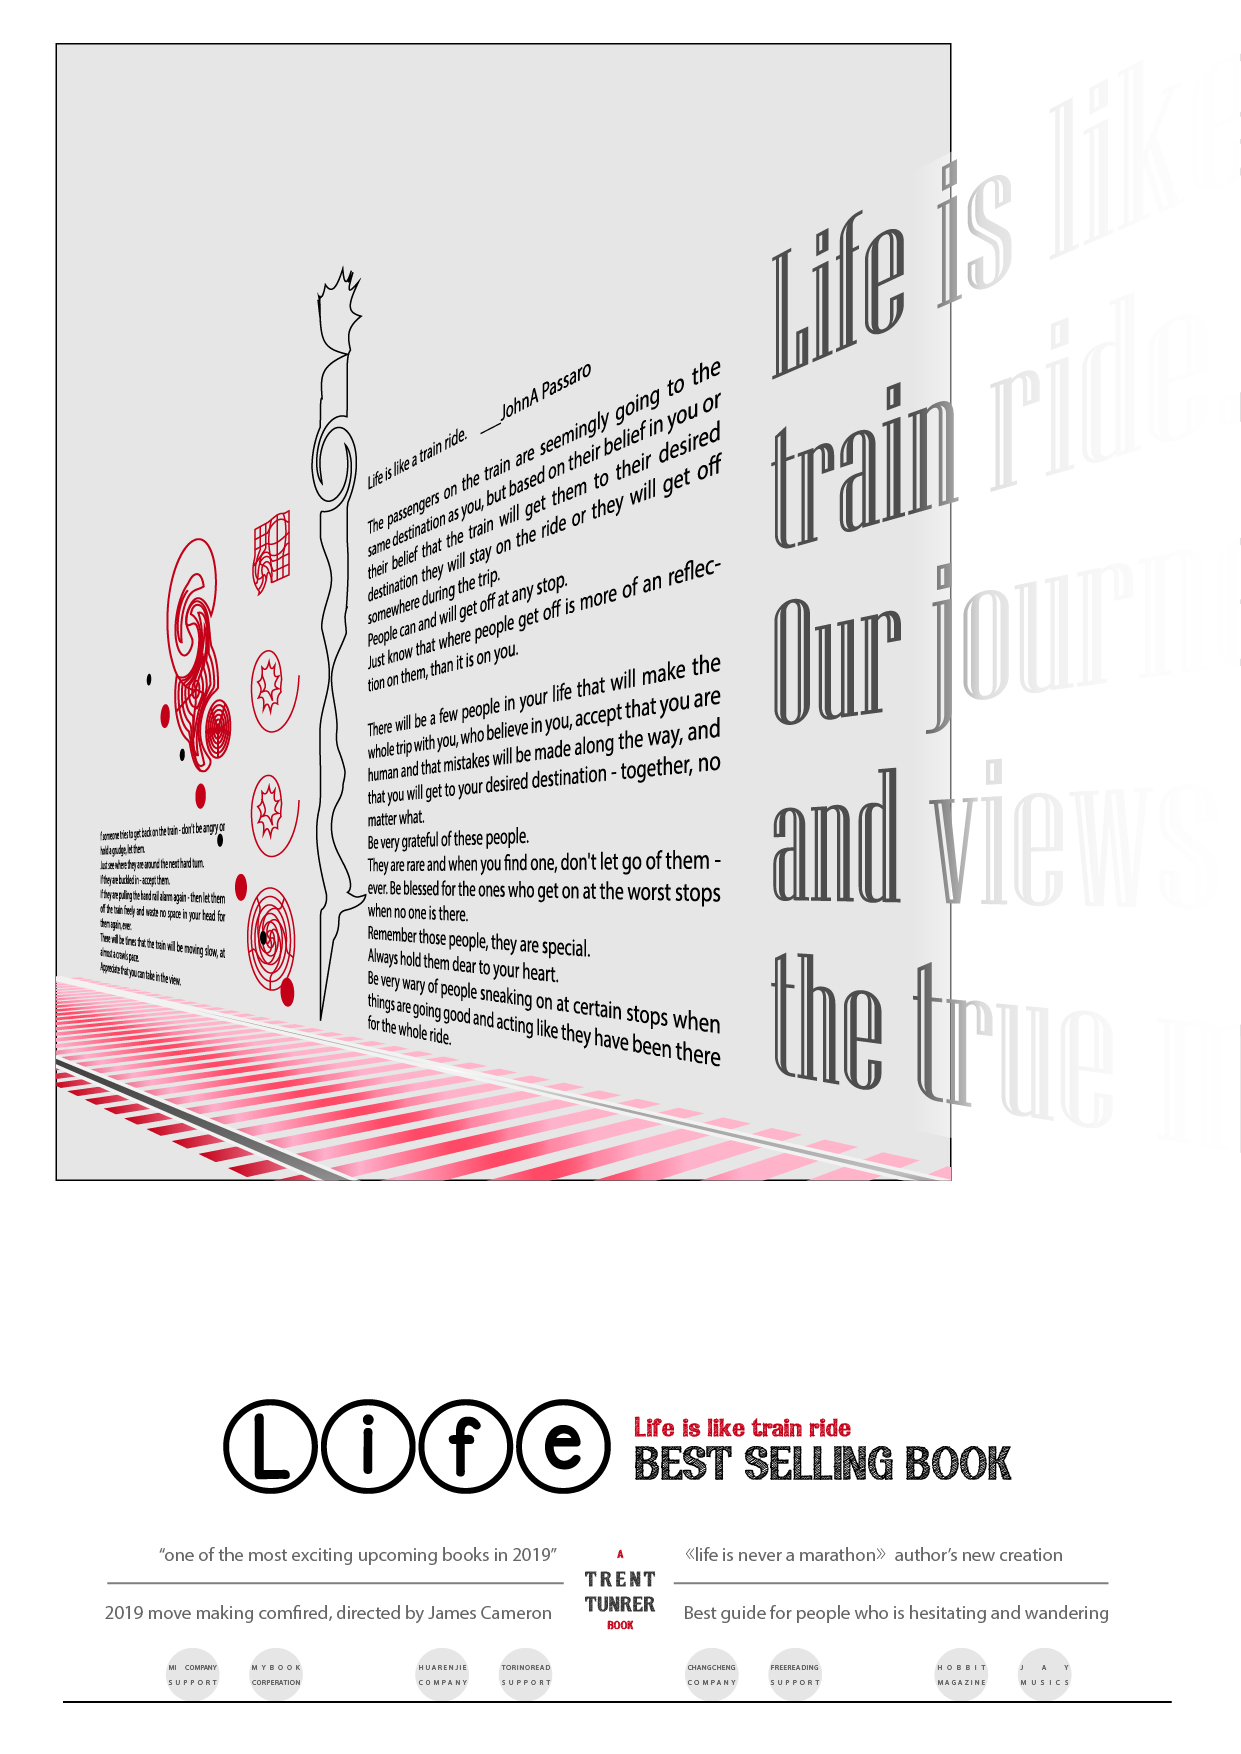 Life is like
train ride
Our journ
and views
the true n
Life is like a train ride. __JohnA Passaro
The passengers on the train are seemingly going to the
same destination as you, but based on their belief in you or
their belief that the train will get them to their desired
destination they will stay on the ride or they will get off
somewhere during the trip.
People can and will get off at any stop.
Just know that where people get off is more of an reflec-
tion on them, than it is on you.
There will be a few people in your life that will make the
whole trip with you, who believe in you, accept that you are
human and that mistakes will be made along the way, and
that you will get to your desired destination - together, no
matter what.
Be very grateful of these people.
They are rare and when you find one, don't let go of them -
ever. Be blessed for the ones who get on at the worst stops
when no one is there.
Remember those people, they are special.
Always hold them dear to your heart.
Be very wary of people sneaking on at certain stops when
things are going good and acting like they have been there
for the whole ride.
f someone tries to get back on the train - don't be angry or
hold a grudge, let them.
Just see where they are around the next hard turn.
If they are buckled in - accept them.
If they are pulling the hand rail alarm again - then let them
off the train freely and waste no space in your head for
them again, ever.
There will be times that the train will be moving slow, at
almost a crawls pace.
Appreciate that you can take in the view.
Life
Life is like train ride
BEST SELLING BOOK
“one of the most exciting upcoming books in 2019”
2019 move making comfired, directed by James Cameron
A
TRENT
TUNRER
BOOK
《life is never a marathon》 author’s new creation
Best guide for people who is hesitating and wandering
MI COMPANY
SUPPORT
MYBOOK
CORPERATION
HUARENJIE
COMPANY
TORINOREAD
SUPPORT
CHANGCHENG
COMPANY
FREEREADING
SUPPORT
HOBBIT
MAGAZINE
JAY
MUSICS